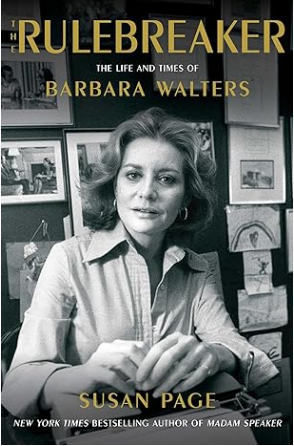 THE
RULEBREAKER
THE LIFE AND TIMES OF
BARBARA WALTERS
SUSAN PAGE
NEW YORK TIMES BESTSELLING AUTHOR OF MADAM SPEAKER